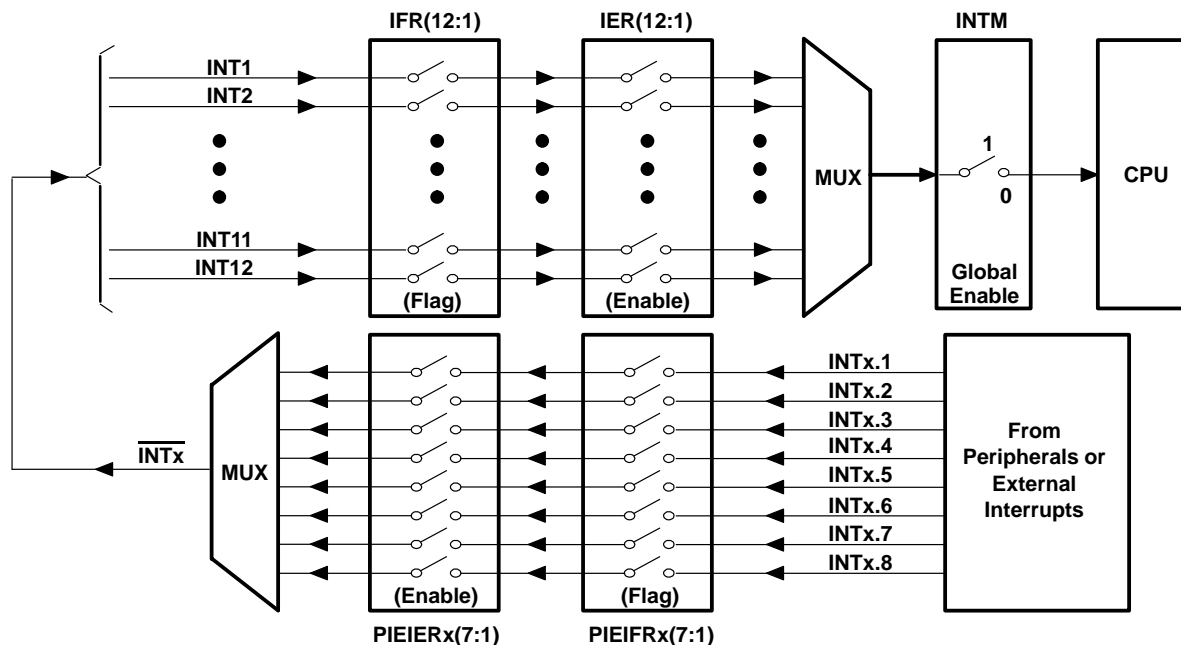 IFR(12:1)
IER(12:1)
INTM
INT1
INT2
INT11
INT12
(Flag)
(Enable)
MUX
1
0
Global
Enable
CPU
INTx
MUX
(Enable)
(Flag)
PIEIERx(7:1)
PIEIFRx(7:1)
INTx.1
INTx.2
INTx.3
INTx.4
INTx.5
INTx.6
INTx.7
INTx.8
From
Peripherals or
External
Interrupts